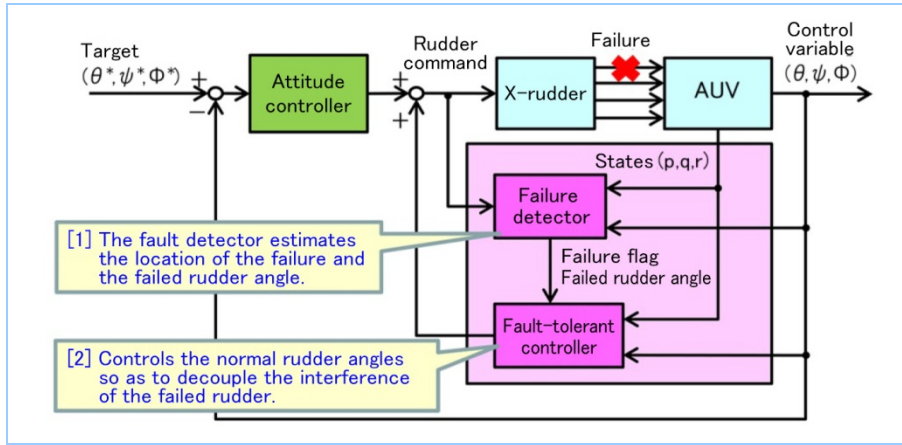 Target
(θ*,ψ*,Φ*)
+
−
Attitude
controller
Rudder
command
+
+
X-rudder
Failure
AUV
Control
variable
(θ,ψ,Φ)
States(p,q,r)
Failure
detector
[1] The fault detector estimates
the location of the failure and
the failed rudder angle.
Failure flag
Failed rudder angle
Fault-tolerant
controller
[2] Controls the normal rudder angles
so as to decouple the interference
of the failed rudder.